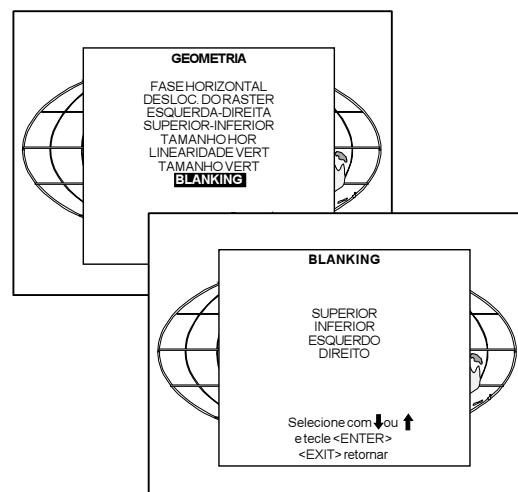 GEOMETRIA
FASE HORIZONTAL
DESLOC. DO RASTER
ESQUERDA-DIREITA
SUPERIOR-INFERIOR
TAMANHO HOR
LINEARIDADE VERT
TAMANHO VERT
BLANKING
BLANKING
SUPERIOR
INFERIOR
ESQUERDO
DIREITO
Selecione com ⬇ ou ⬆
e tecle <ENTER>
<EXIT> retornar